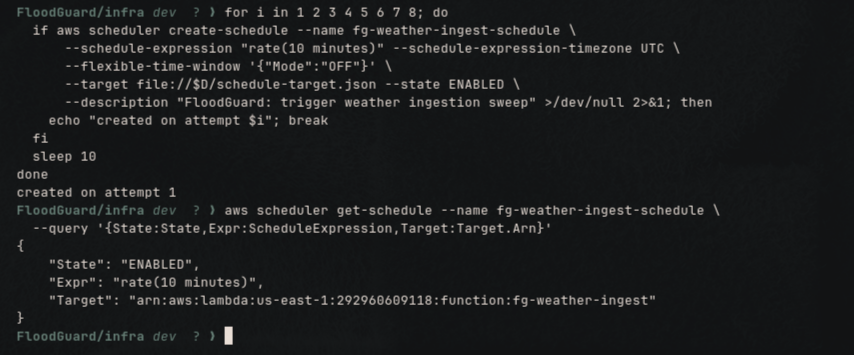 FloodGuard/infra dev ? ❯ for i in 1 2 3 4 5 6 7 8; do
  if aws scheduler create-schedule --name fg-weather-ingest-schedule \
      --schedule-expression "rate(10 minutes)" --schedule-expression-timezone UTC \
      --flexible-time-window '{"Mode":"OFF"}' \
      --target file://$D/schedule-target.json --state ENABLED \
      --description "FloodGuard: trigger weather ingestion sweep" >/dev/null 2>&1; then
    echo "created on attempt $i"; break
  fi
  sleep 10
done
created on attempt 1
FloodGuard/infra dev ? ❯ aws scheduler get-schedule --name fg-weather-ingest-schedule \
  --query '{State:State,Expr:ScheduleExpression,Target:Target.Arn}'
{
    "State": "ENABLED",
    "Expr": "rate(10 minutes)",
    "Target": "arn:aws:lambda:us-east-1:292960609118:function:fg-weather-ingest"
}
FloodGuard/infra dev ? ❯